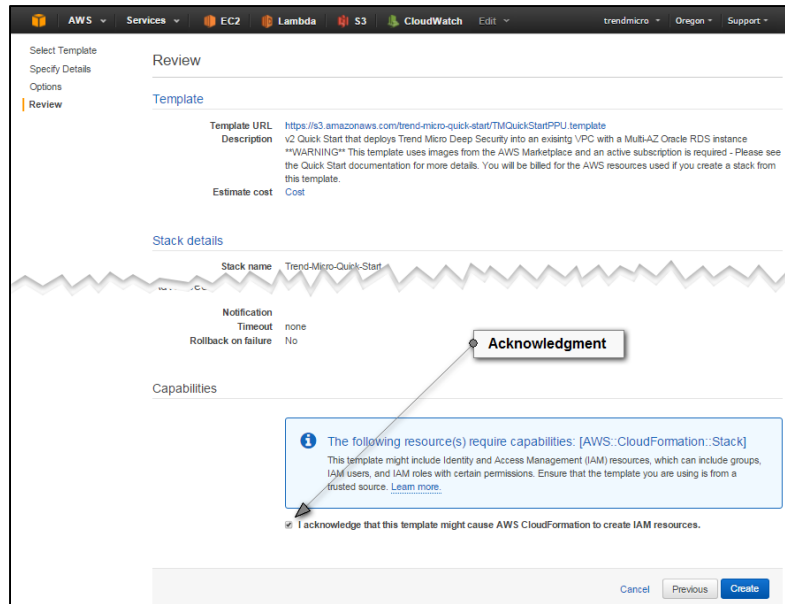 AWS Services EC2 Lambda S3 CloudWatch Edit trendmicro Oregon Support
Select Template
Specify Details
Options
Review
Review
Template
Template URL https://s3.amazonaws.com/trend-micro-quick-start/TMQuickStartPPU.template
Description v2 Quick Start that deploys Trend Micro Deep Security into an exisintg VPC with a Multi-AZ Oracle RDS instance
**WARNING** This template uses images from the AWS Marketplace and an active subscription is required - Please see
the Quick Start documentation for more details. You will be billed for the AWS resources used if you create a stack from
this template.
Estimate cost Cost
Stack details
Stack name Trend-Micro-Quick-Start
Notification
Timeout none
Rollback on failure No
Acknowledgment
Capabilities
The following resource(s) require capabilities: [AWS::CloudFormation::Stack]
This template might include Identity and Access Management (IAM) resources, which can include groups,
IAM users, and IAM roles with certain permissions. Ensure that the template you are using is from a
trusted source. Learn more.
I acknowledge that this template might cause AWS CloudFormation to create IAM resources.
Cancel Previous Create